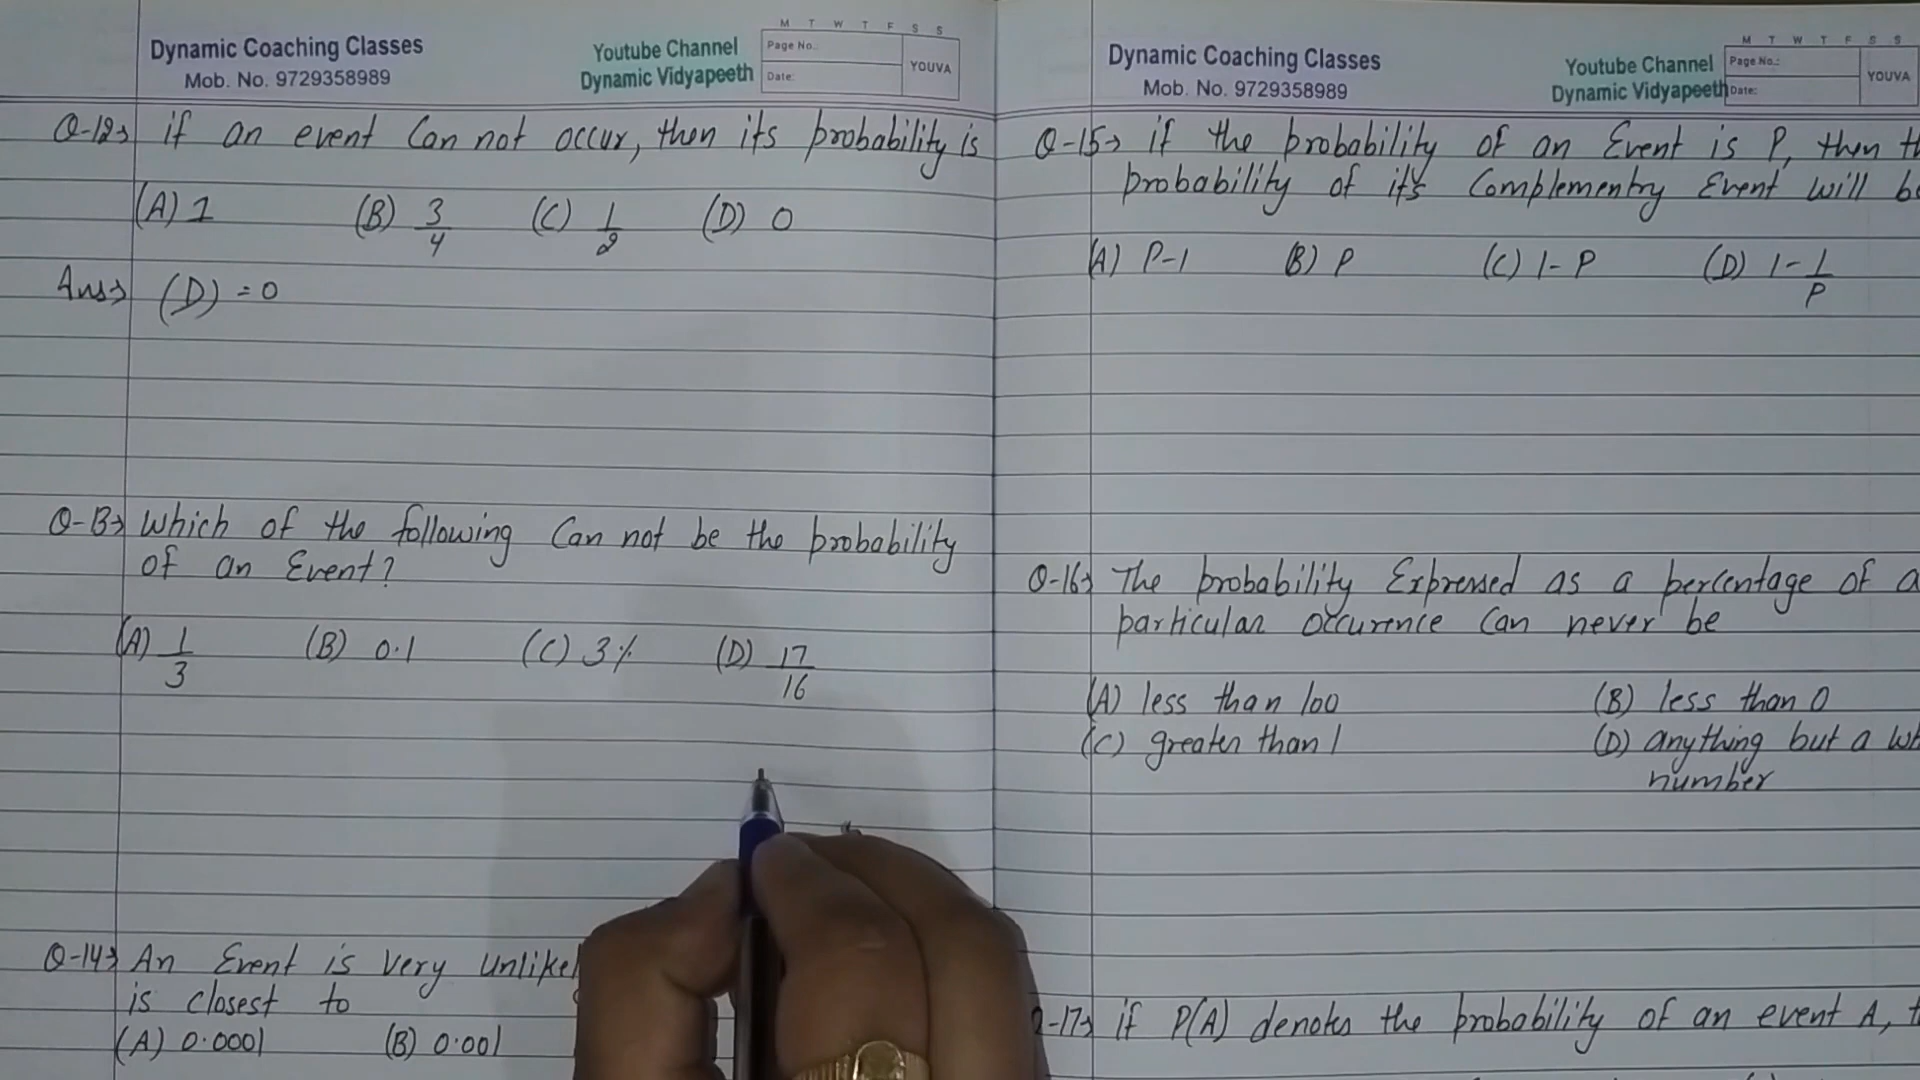 Dynamic Coaching Classes
Mob. No. 9729358989
Youtube Channel
Dynamic Vidyapeeth
M T W T F S S
Page No.:
Date:
YOUVA
Q-12→ if an event Can not occur, then its probability is
(A) 1 (B) 3/4 (C) 1/2 (D) 0
Ans→ (D) = 0
Q-13→ Which of the following Can not be the probability
of an Event?
(A) 1/3 (B) 0.1 (C) 3% (D) 17/16
Q-14→ An Event is very
is closest to
(A) 0.0001 (B) 0.001
Dynamic Coaching Classes
Mob. No. 9729358989
Youtube Channel
Dynamic Vidyapeeth
M T W T F S S
Page No.:
Date:
YOUVA
Q-15→ if the probability of an Event is P, then
probability of it's Complementry Event will
(A) P-1 (B) P (C) 1-P (D) 1-1/P
Q-16→ The probability Expressed as a percentage of a
particular occurence Can never be
(A) less than 100 (B) less than 0
(C) greater than 1 (D) anything but a
number
-17→ if P(A) denotes the probability of an event A,